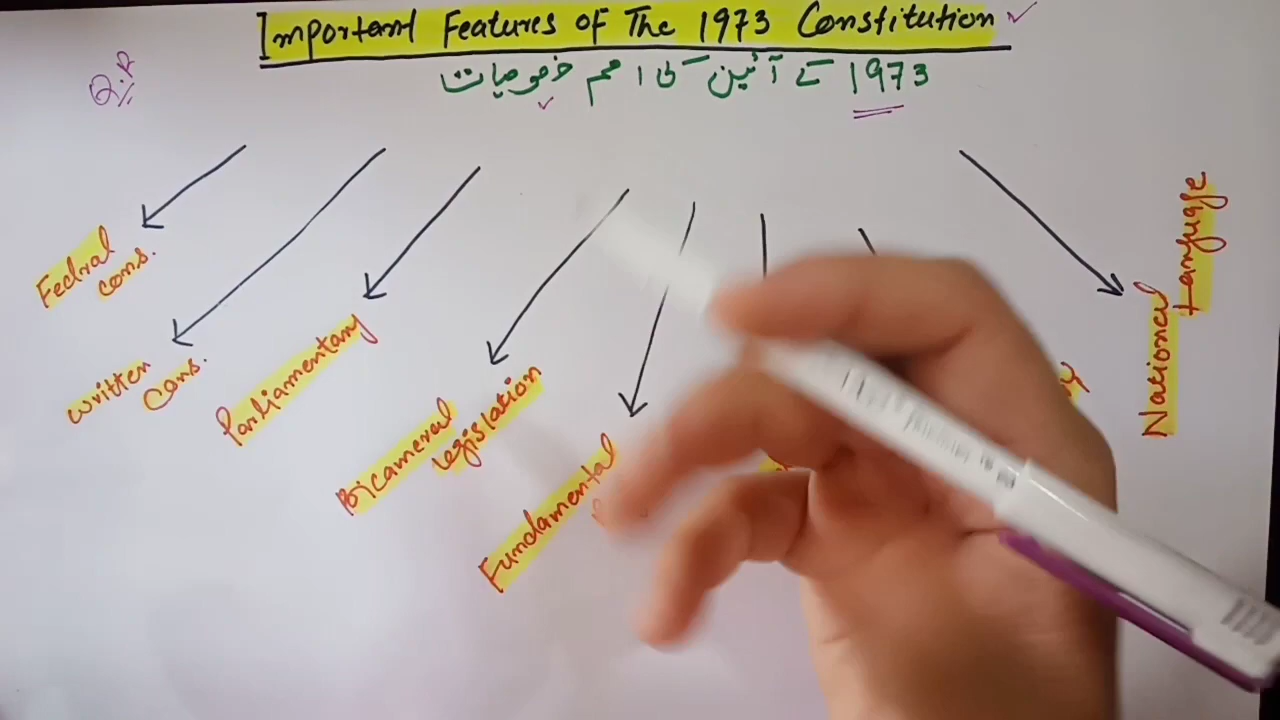 Important Features of The 1973 Constitution
1973 کے آئین کی اہم خصوصیات
Fedral
cons.
written
cons.
Parliamentary
Bicameral
legislation
Fundamental
National
Language